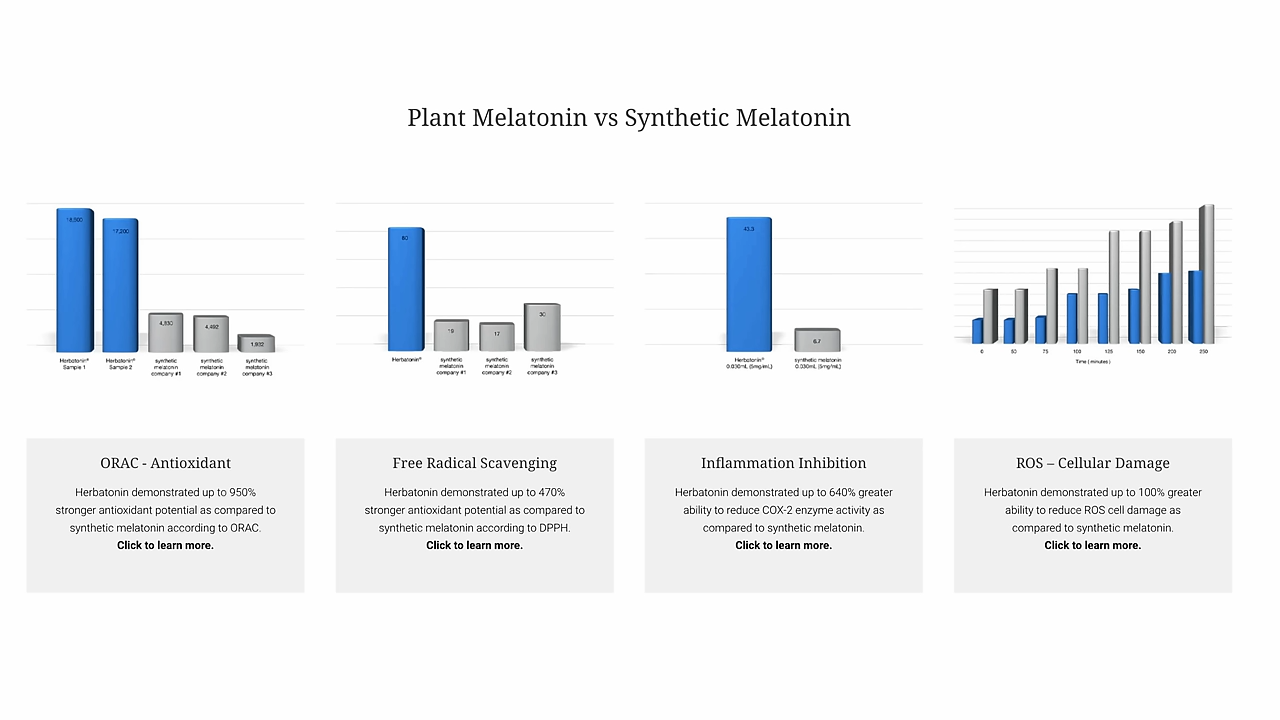 Plant Melatonin vs Synthetic Melatonin
18,500
17,200
4,830
4,492
1,932
Herbatonin®
Sample 1
Herbatonin®
Sample 2
synthetic
melatonin
company #1
synthetic
melatonin
company #2
synthetic
melatonin
company #3
80
19
17
30
Herbatonin®
synthetic
melatonin
company #1
synthetic
melatonin
company #2
synthetic
melatonin
company #3
43.3
6.7
Herbatonin®
0.030mL (5mg/mL)
synthetic melatonin
0.030mL (5mg/mL)
0 50 75 100 125 150 200 250
Time ( minutes )
ORAC - Antioxidant
Herbatonin demonstrated up to 950%
stronger antioxidant potential as compared to
synthetic melatonin according to ORAC.
Click to learn more.
Free Radical Scavenging
Herbatonin demonstrated up to 470%
stronger antioxidant potential as compared to
synthetic melatonin according to DPPH.
Click to learn more.
Inflammation Inhibition
Herbatonin demonstrated up to 640% greater
ability to reduce COX-2 enzyme activity as
compared to synthetic melatonin.
Click to learn more.
ROS – Cellular Damage
Herbatonin demonstrated up to 100% greater
ability to reduce ROS cell damage as
compared to synthetic melatonin.
Click to learn more.